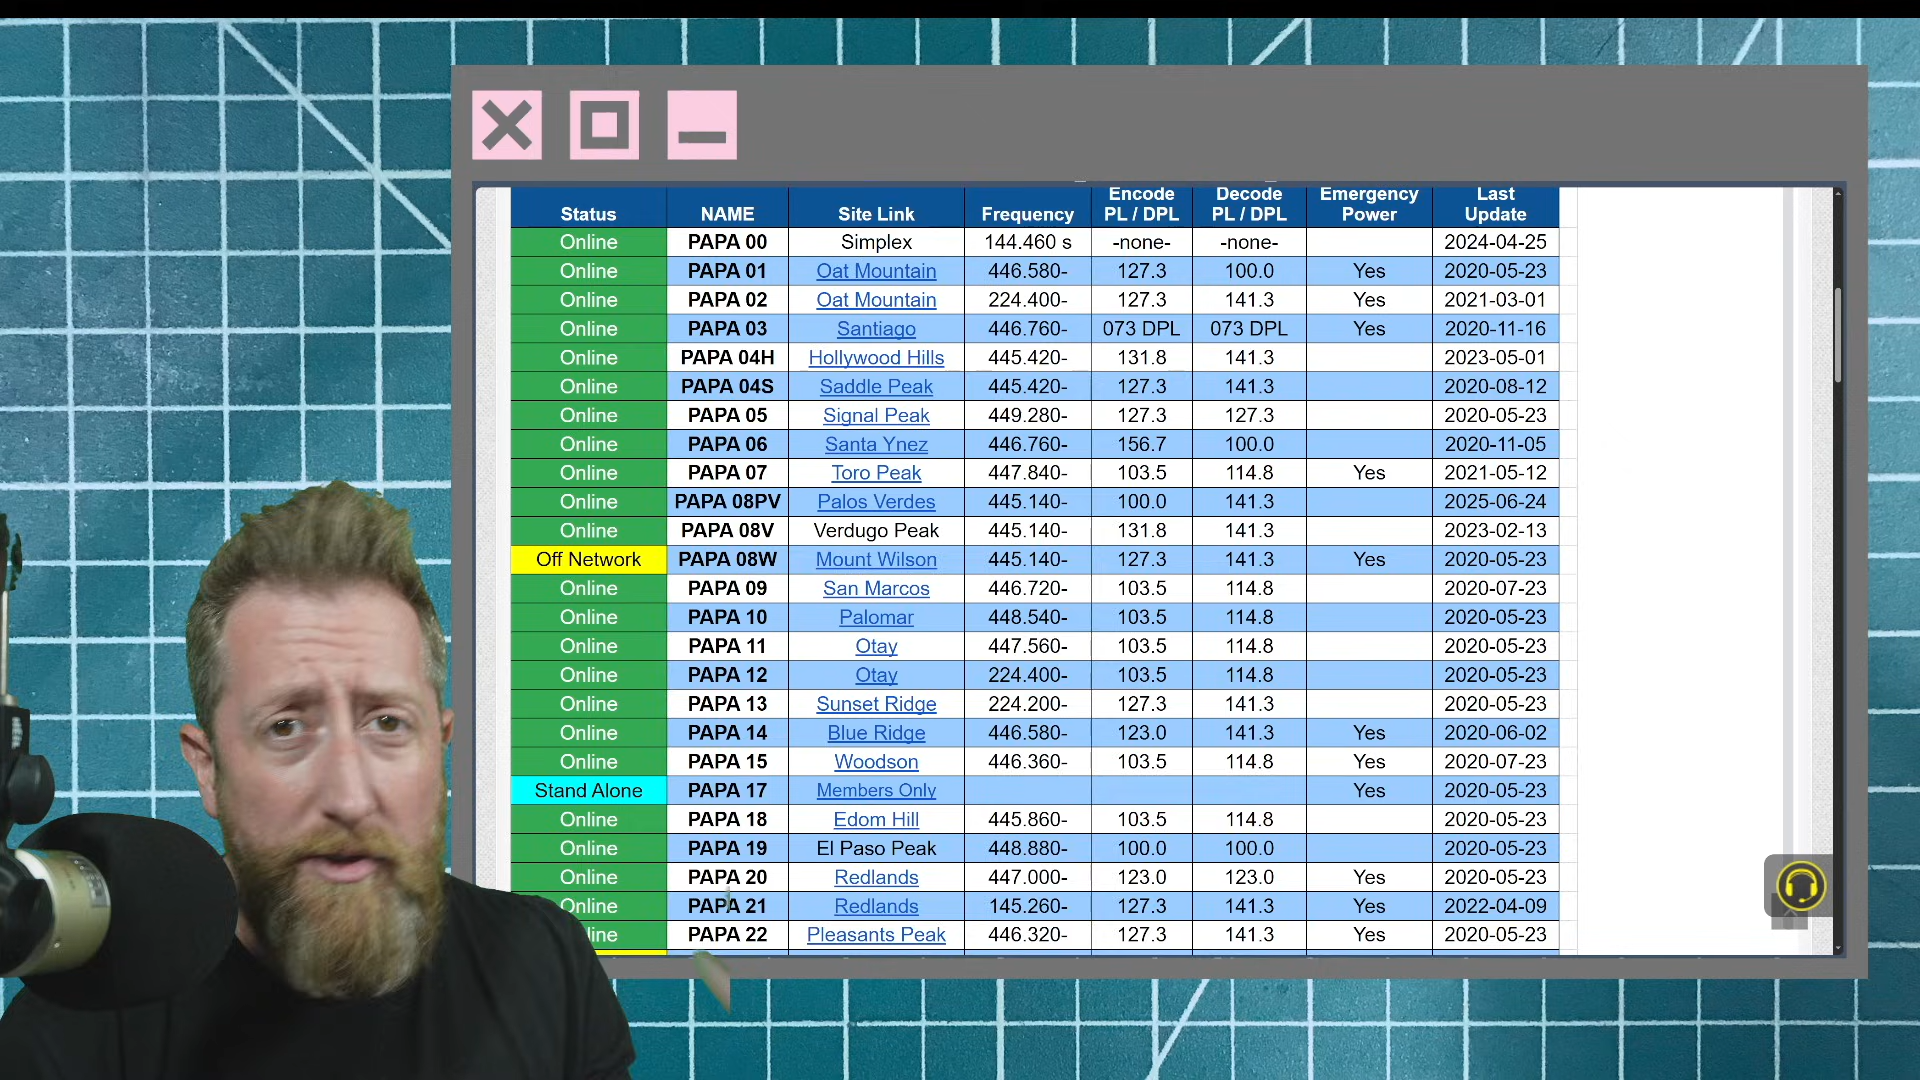 Status NAME Site Link Frequency Encode PL / DPL Decode PL / DPL Emergency Power Last Update
Online PAPA 00 Simplex 144.460 s -none- -none- 2024-04-25
Online PAPA 01 Oat Mountain 446.580- 127.3 100.0 Yes 2020-05-23
Online PAPA 02 Oat Mountain 224.400- 127.3 141.3 Yes 2021-03-01
Online PAPA 03 Santiago 446.760- 073 DPL 073 DPL Yes 2020-11-16
Online PAPA 04H Hollywood Hills 445.420- 131.8 141.3 2023-05-01
Online PAPA 04S Saddle Peak 445.420- 127.3 141.3 2020-08-12
Online PAPA 05 Signal Peak 449.280- 127.3 127.3 2020-05-23
Online PAPA 06 Santa Ynez 446.760- 156.7 100.0 2020-11-05
Online PAPA 07 Toro Peak 447.840- 103.5 114.8 Yes 2021-05-12
Online PAPA 08PV Palos Verdes 445.140- 100.0 141.3 2025-06-24
Online PAPA 08V Verdugo Peak 445.140- 131.8 141.3 2023-02-13
Off Network PAPA 08W Mount Wilson 445.140- 127.3 141.3 Yes 2020-05-23
Online PAPA 09 San Marcos 446.720- 103.5 114.8 2020-07-23
Online PAPA 10 Palomar 448.540- 103.5 114.8 2020-05-23
Online PAPA 11 Otay 447.560- 103.5 114.8 2020-05-23
Online PAPA 12 Otay 224.400- 103.5 114.8 2020-05-23
Online PAPA 13 Sunset Ridge 224.200- 127.3 141.3 2020-05-23
Online PAPA 14 Blue Ridge 446.580- 123.0 141.3 Yes 2020-06-02
Online PAPA 15 Woodson 446.360- 103.5 114.8 Yes 2020-07-23
Stand Alone PAPA 17 Members Only Yes 2020-05-23
Online PAPA 18 Edom Hill 445.860- 103.5 114.8 2020-05-23
Online PAPA 19 El Paso Peak 448.880- 100.0 100.0 2020-05-23
Online PAPA 20 Redlands 447.000- 123.0 123.0 Yes 2020-05-23
Online PAPA 21 Redlands 145.260- 127.3 141.3 Yes 2022-04-09
line PAPA 22 Pleasants Peak 446.320- 127.3 141.3 Yes 2020-05-23